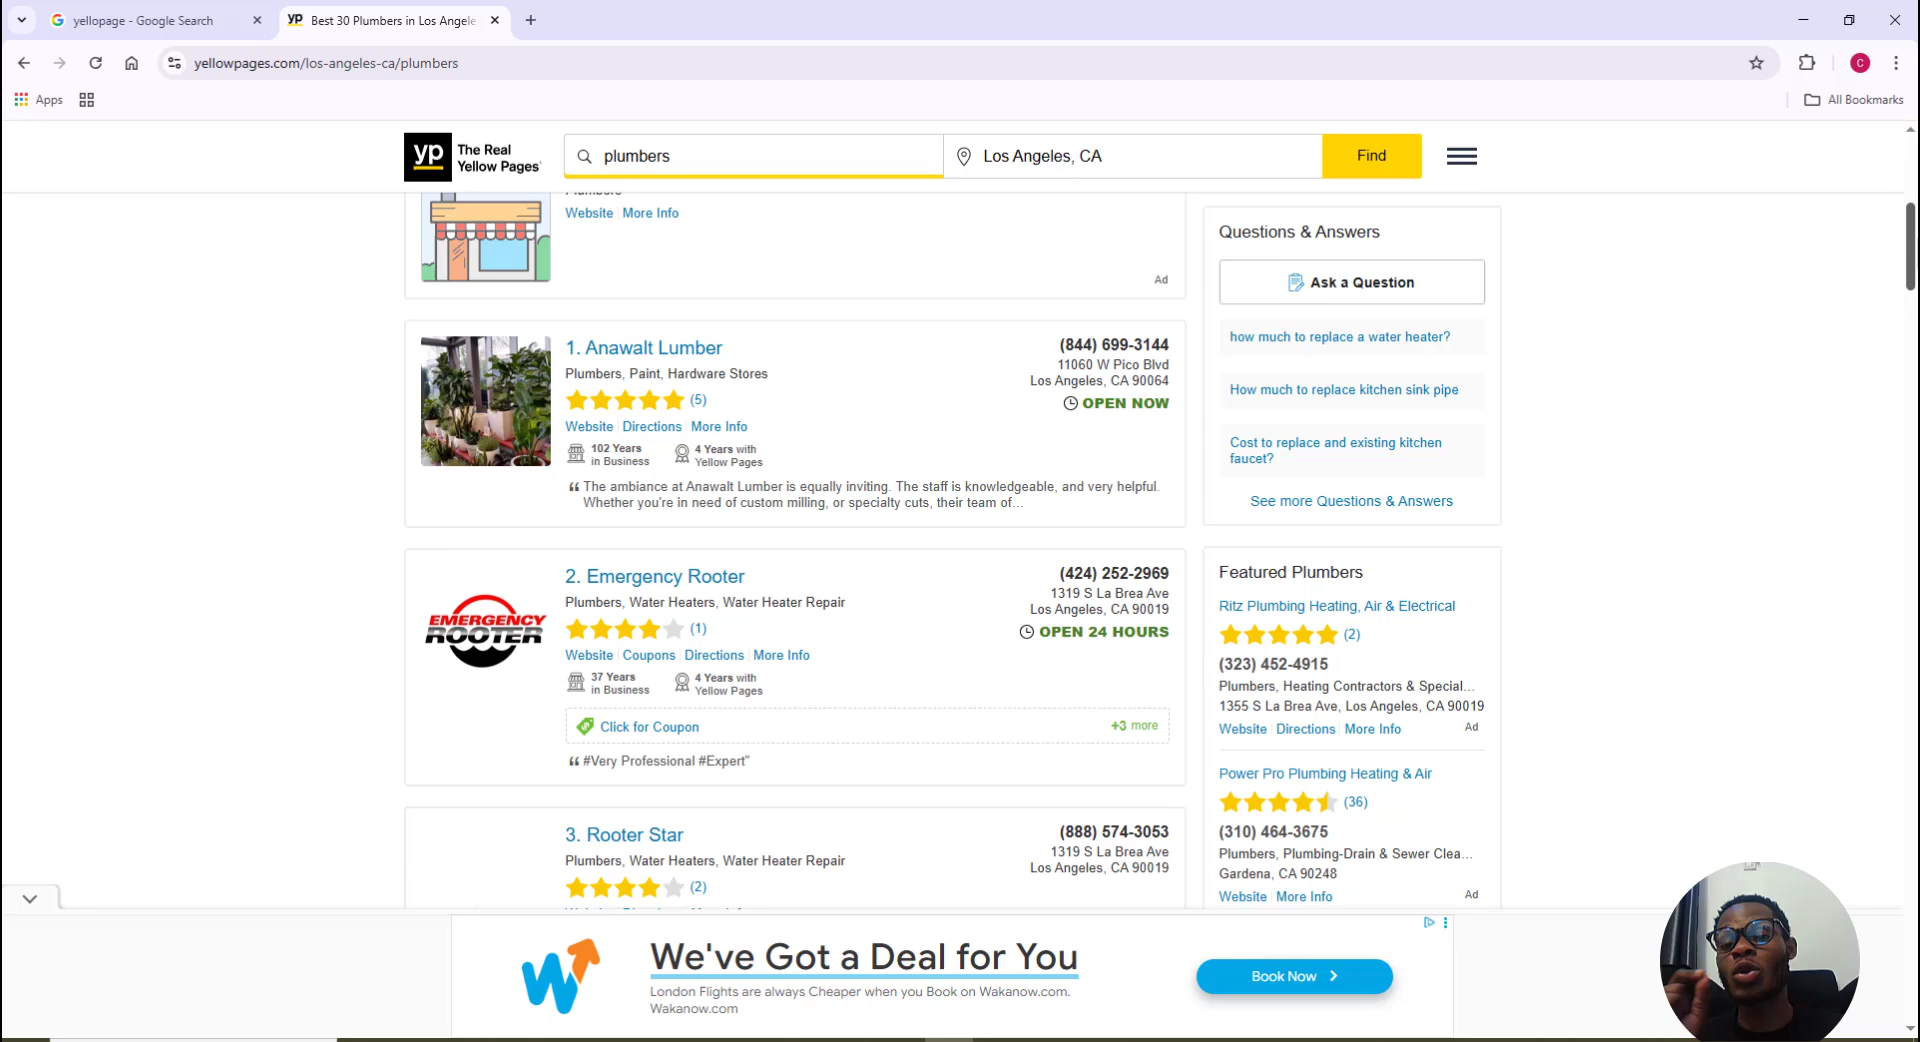 yellopage - Google Search
Best 30 Plumbers in Los Angele
yellowpages.com/los-angeles-ca/plumbers
C
Apps
All Bookmarks
yp
The Real
Yellow Pages
plumbers
Los Angeles, CA
Find
Plumbers
Website
More Info
Ad
1. Anawalt Lumber
Plumbers, Paint, Hardware Stores
(5)
Website
Directions
More Info
102 Years
in Business
4 Years with
Yellow Pages
“ The ambiance at Anawalt Lumber is equally inviting. The staff is knowledgeable, and very helpful.
Whether you're in need of custom milling, or specialty cuts, their team of...
(844) 699-3144
11060 W Pico Blvd
Los Angeles, CA 90064
OPEN NOW
EMERGENCY
ROOTER
2. Emergency Rooter
Plumbers, Water Heaters, Water Heater Repair
(1)
Website
Coupons
Directions
More Info
37 Years
in Business
4 Years with
Yellow Pages
Click for Coupon
+3 more
“ #Very Professional #Expert"
(424) 252-2969
1319 S La Brea Ave
Los Angeles, CA 90019
OPEN 24 HOURS
3. Rooter Star
Plumbers, Water Heaters, Water Heater Repair
(2)
(888) 574-3053
1319 S La Brea Ave
Los Angeles, CA 90019
Questions & Answers
Ask a Question
how much to replace a water heater?
How much to replace kitchen sink pipe
Cost to replace and existing kitchen
faucet?
See more Questions & Answers
Featured Plumbers
Ritz Plumbing Heating, Air & Electrical
(2)
(323) 452-4915
Plumbers, Heating Contractors & Special...
1355 S La Brea Ave, Los Angeles, CA 90019
Website
Directions
More Info
Ad
Power Pro Plumbing Heating & Air
(36)
(310) 464-3675
Plumbers, Plumbing-Drain & Sewer Clea...
Gardena, CA 90248
Website
More Info
Ad
We've Got a Deal for You
London Flights are always Cheaper when you Book on Wakanow.com.
Wakanow.com
Book Now